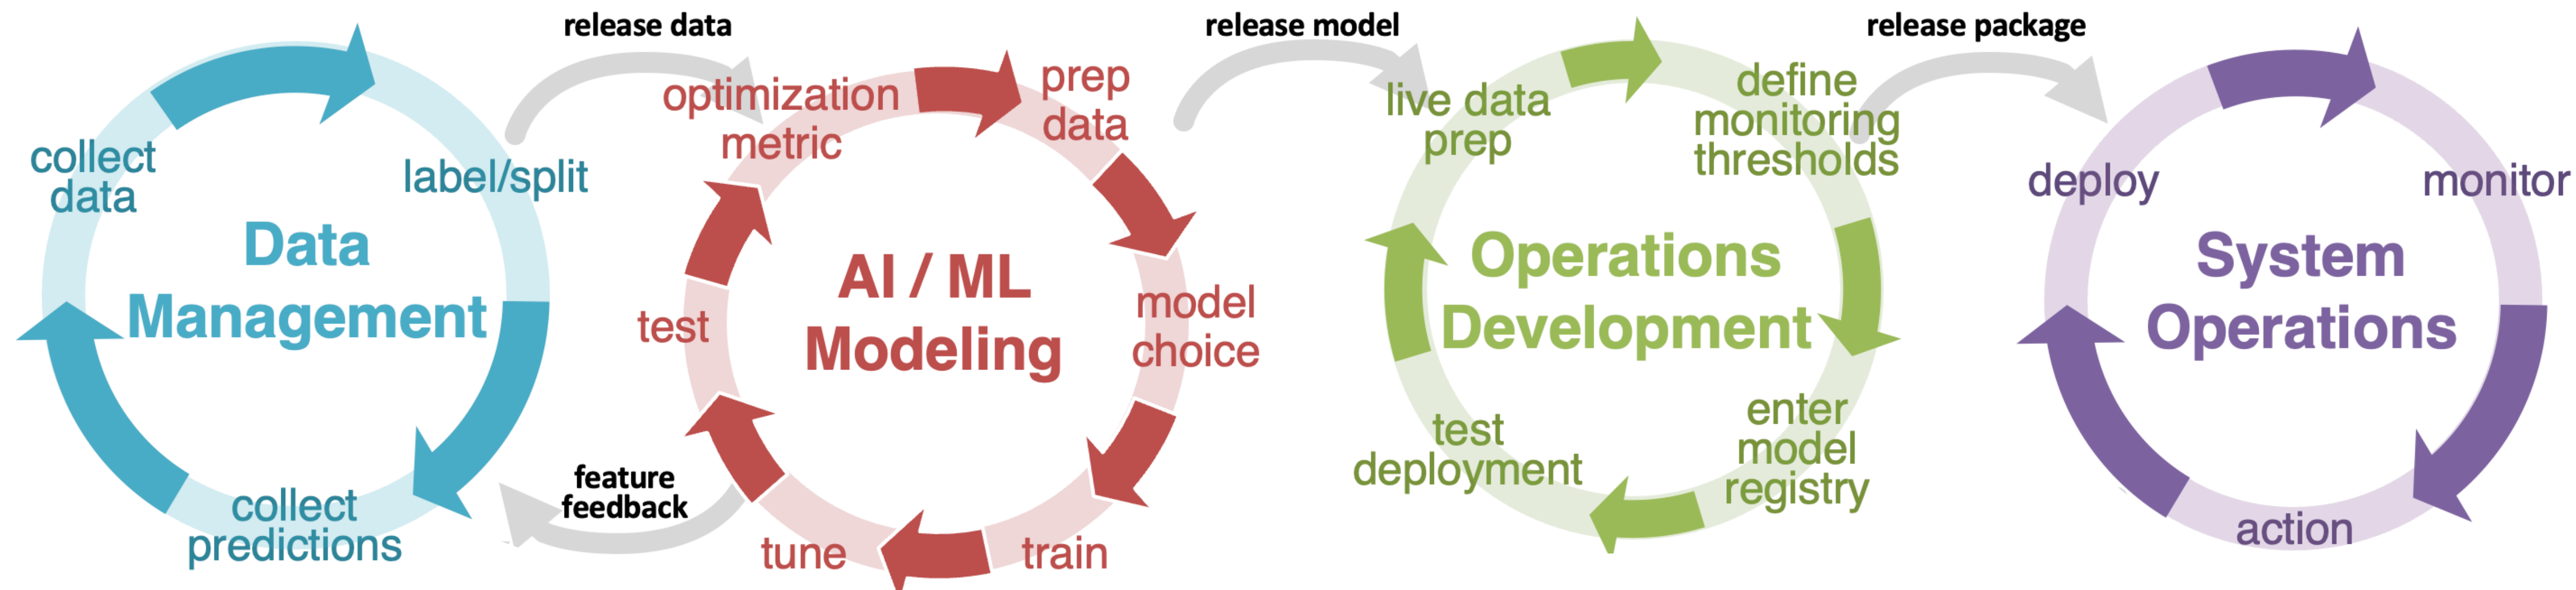 release data
release model
release package
collect
data
label/split
Data
Management
collect
predictions
feature
feedback
optimization
metric
prep
data
model
choice
train
tune
test
AI / ML
Modeling
live data
prep
define
monitoring
thresholds
enter
model
registry
test
deployment
Operations
Development
deploy
monitor
action
System
Operations